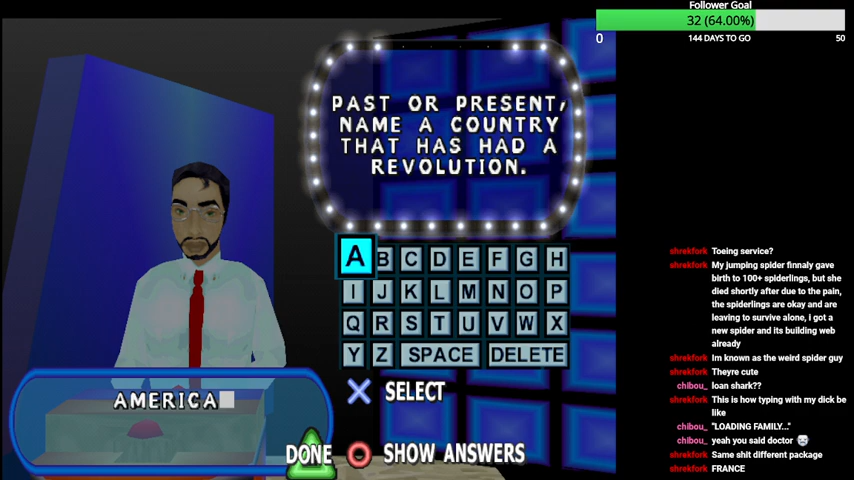 Follower Goal
32 (64.00%)
0 144 DAYS TO GO 50
PAST OR PRESENT,
NAME A COUNTRY
THAT HAS HAD A
REVOLUTION.
A B C D E F G H
I J K L M N O P
Q R S T U V W X
Y Z SPACE DELETE
AMERICA
SELECT
DONE SHOW ANSWERS
shrekfork Toeing service?
shrekfork My jumping spider finnaly gave
birth to 100+ spiderlings, but she
died shortly after due to the pain,
the spiderlings are okay and are
leaving to survive alone, i got a
new spider and its building web
already
shrekfork Im known as the weird spider guy
shrekfork Theyre cute
chibou_ loan shark??
shrekfork This is how typing with my dick be
like
chibou_ "LOADING FAMILY..."
chibou_ yeah you said doctor
shrekfork Same shit different package
shrekfork FRANCE